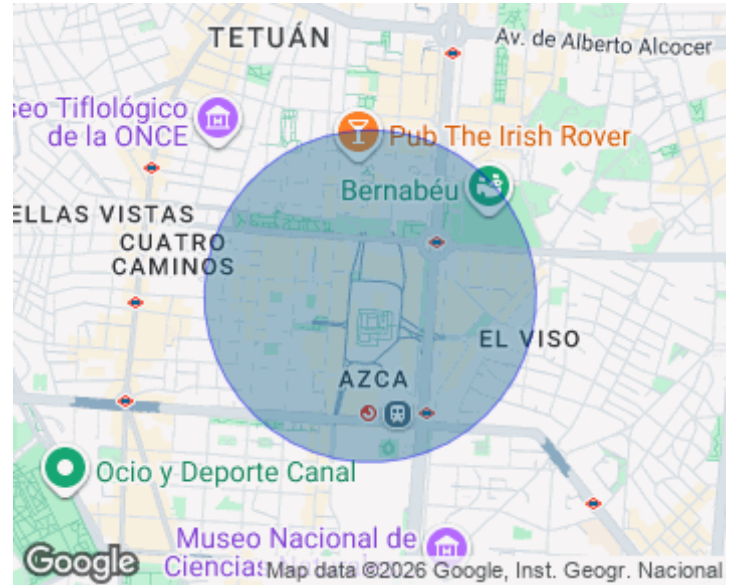 TETUÁN
Av. de Alberto Alcocer
seo Tiflológico
de la ONCE
Pub The Irish Rover
Bernabéu
ELLAS VISTAS
CUATRO
CAMINOS
EL VISO
AZCA
Ocio y Deporte Canal
Museo Nacional de
Ciencias
Google
Map data ©2026 Google, Inst. Geogr. Nacional